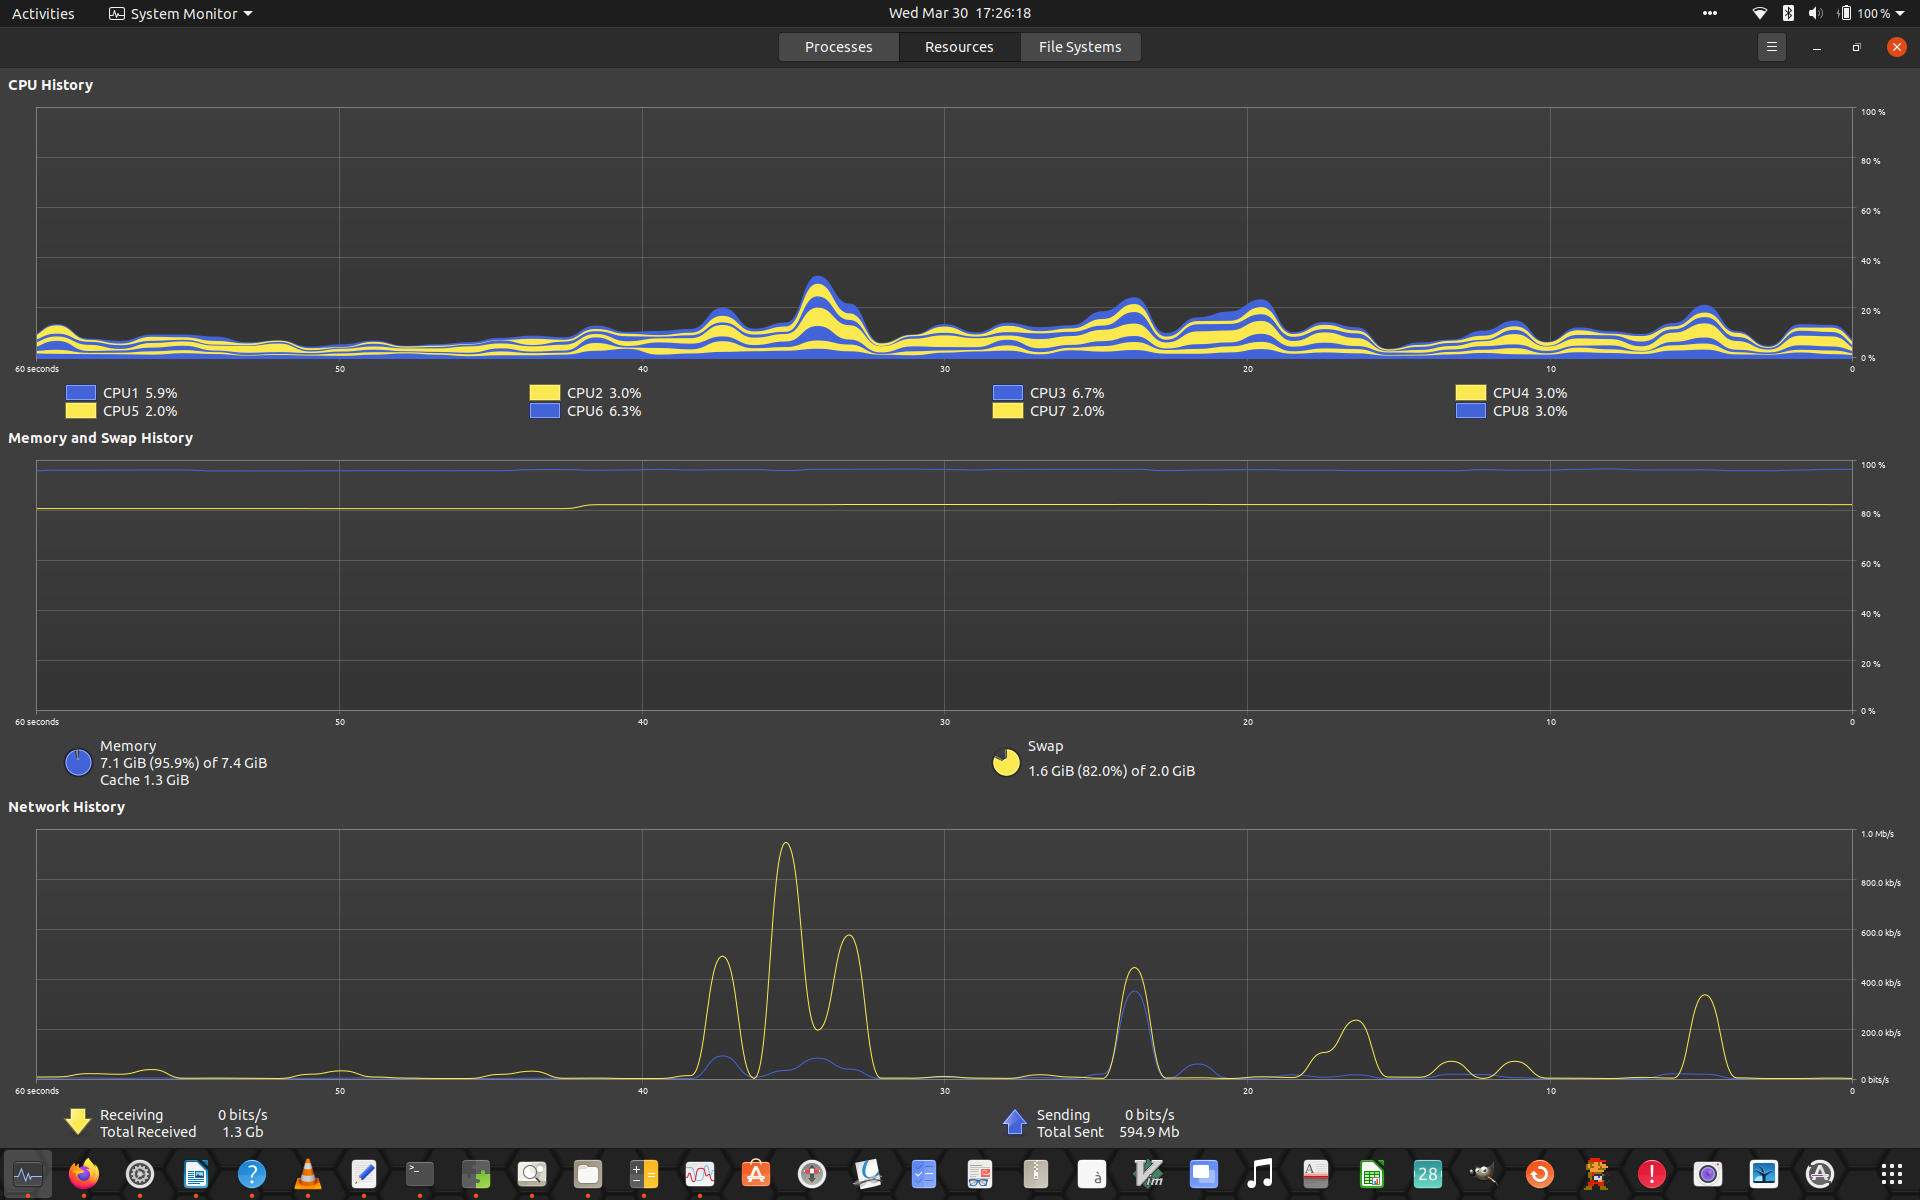 Activities System Monitor Wed Mar 30 17:26:18 100 %
Processes Resources File Systems
CPU History
100 %
80 %
60 %
40 %
20 %
0 %
60 seconds 50 40 30 20 10 0
CPU1 5.9% CPU2 3.0% CPU3 6.7% CPU4 3.0%
CPU5 2.0% CPU6 6.3% CPU7 2.0% CPU8 3.0%
Memory and Swap History
100 %
80 %
60 %
40 %
20 %
0 %
60 seconds 50 40 30 20 10 0
Memory
7.1 GiB (95.9%) of 7.4 GiB
Cache 1.3 GiB
Swap
1.6 GiB (82.0%) of 2.0 GiB
Network History
1.0 Mb/s
800.0 kb/s
600.0 kb/s
400.0 kb/s
200.0 kb/s
0 bits/s
60 seconds 50 40 30 20 10 0
Receiving 0 bits/s
Total Received 1.3 Gb
Sending 0 bits/s
Total Sent 594.9 Mb
? >_ à Vim A 28 ! A